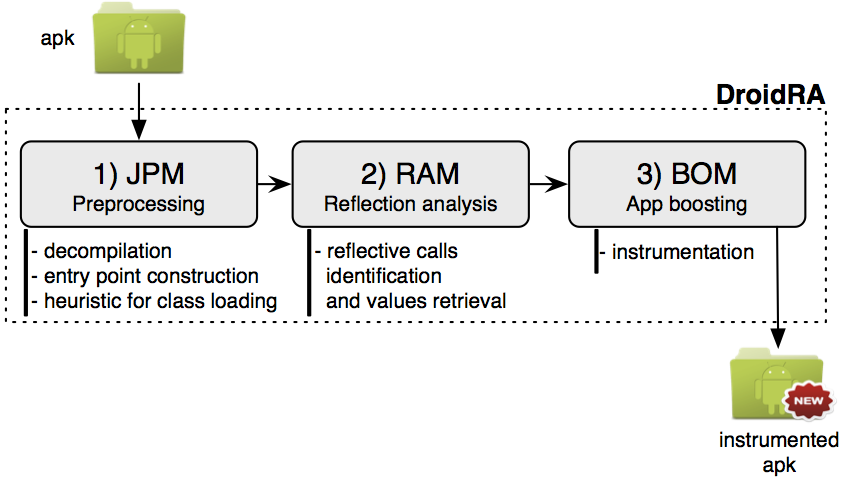 apk
DroidRA
1) JPM
Preprocessing
2) RAM
Reflection analysis
3) BOM
App boosting
- decompilation
- entry point construction
- heuristic for class loading
- reflective calls
identification
and values retrieval
- instrumentation
NEW
instrumented
apk